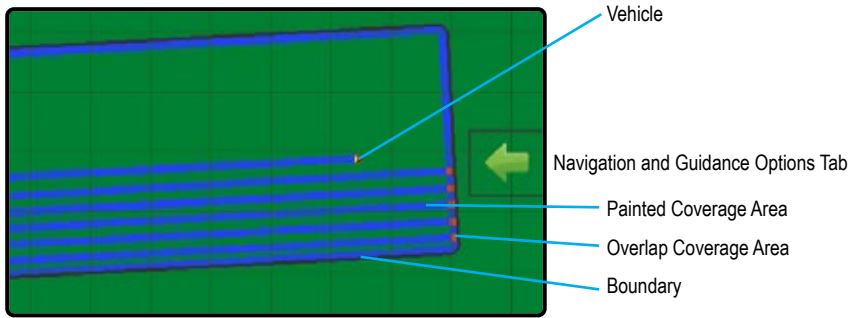 Vehicle
Navigation and Guidance Options Tab
Painted Coverage Area
Overlap Coverage Area
Boundary